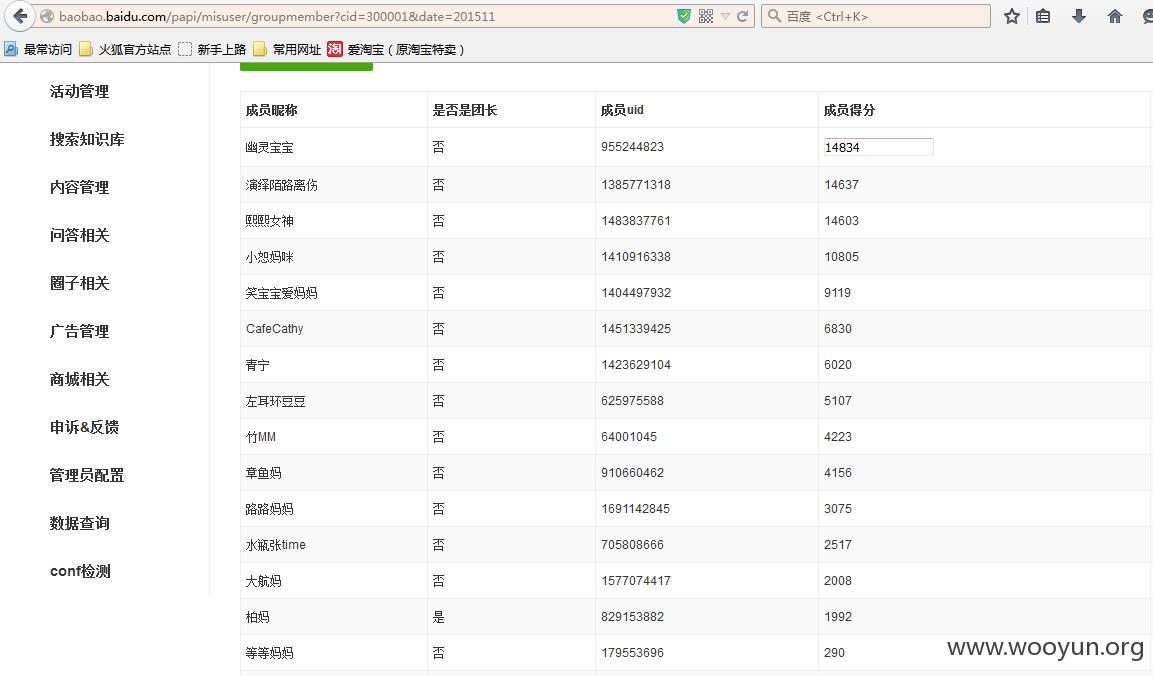 baobao.baidu.com/papi/misuser/groupmember?cid=300001&date=201511
百度 <Ctrl+K>
最常访问 火狐官方站点 新手上路 常用网址 淘 爱淘宝（原淘宝特卖）
活动管理
搜索知识库
内容管理
问答相关
圈子相关
广告管理
商城相关
申诉&反馈
管理员配置
数据查询
conf检测
成员昵称 是否是团长 成员uid 成员得分
幽灵宝宝 否 955244823 14834
演绎陌路离伤 否 1385771318 14637
熙熙女神 否 1483837761 14603
小恕妈咪 否 1410916338 10805
笑宝宝爱妈妈 否 1404497932 9119
CafeCathy 否 1451339425 6830
青宁 否 1423629104 6020
左耳环豆豆 否 625975588 5107
竹MM 否 64001045 4223
章鱼妈 否 910660462 4156
路路妈妈 否 1691142845 3075
水瓶张time 否 705808666 2517
大航妈 否 1577074417 2008
柏妈 是 829153882 1992
等等妈妈 否 179553696 290
www.wooyun.org